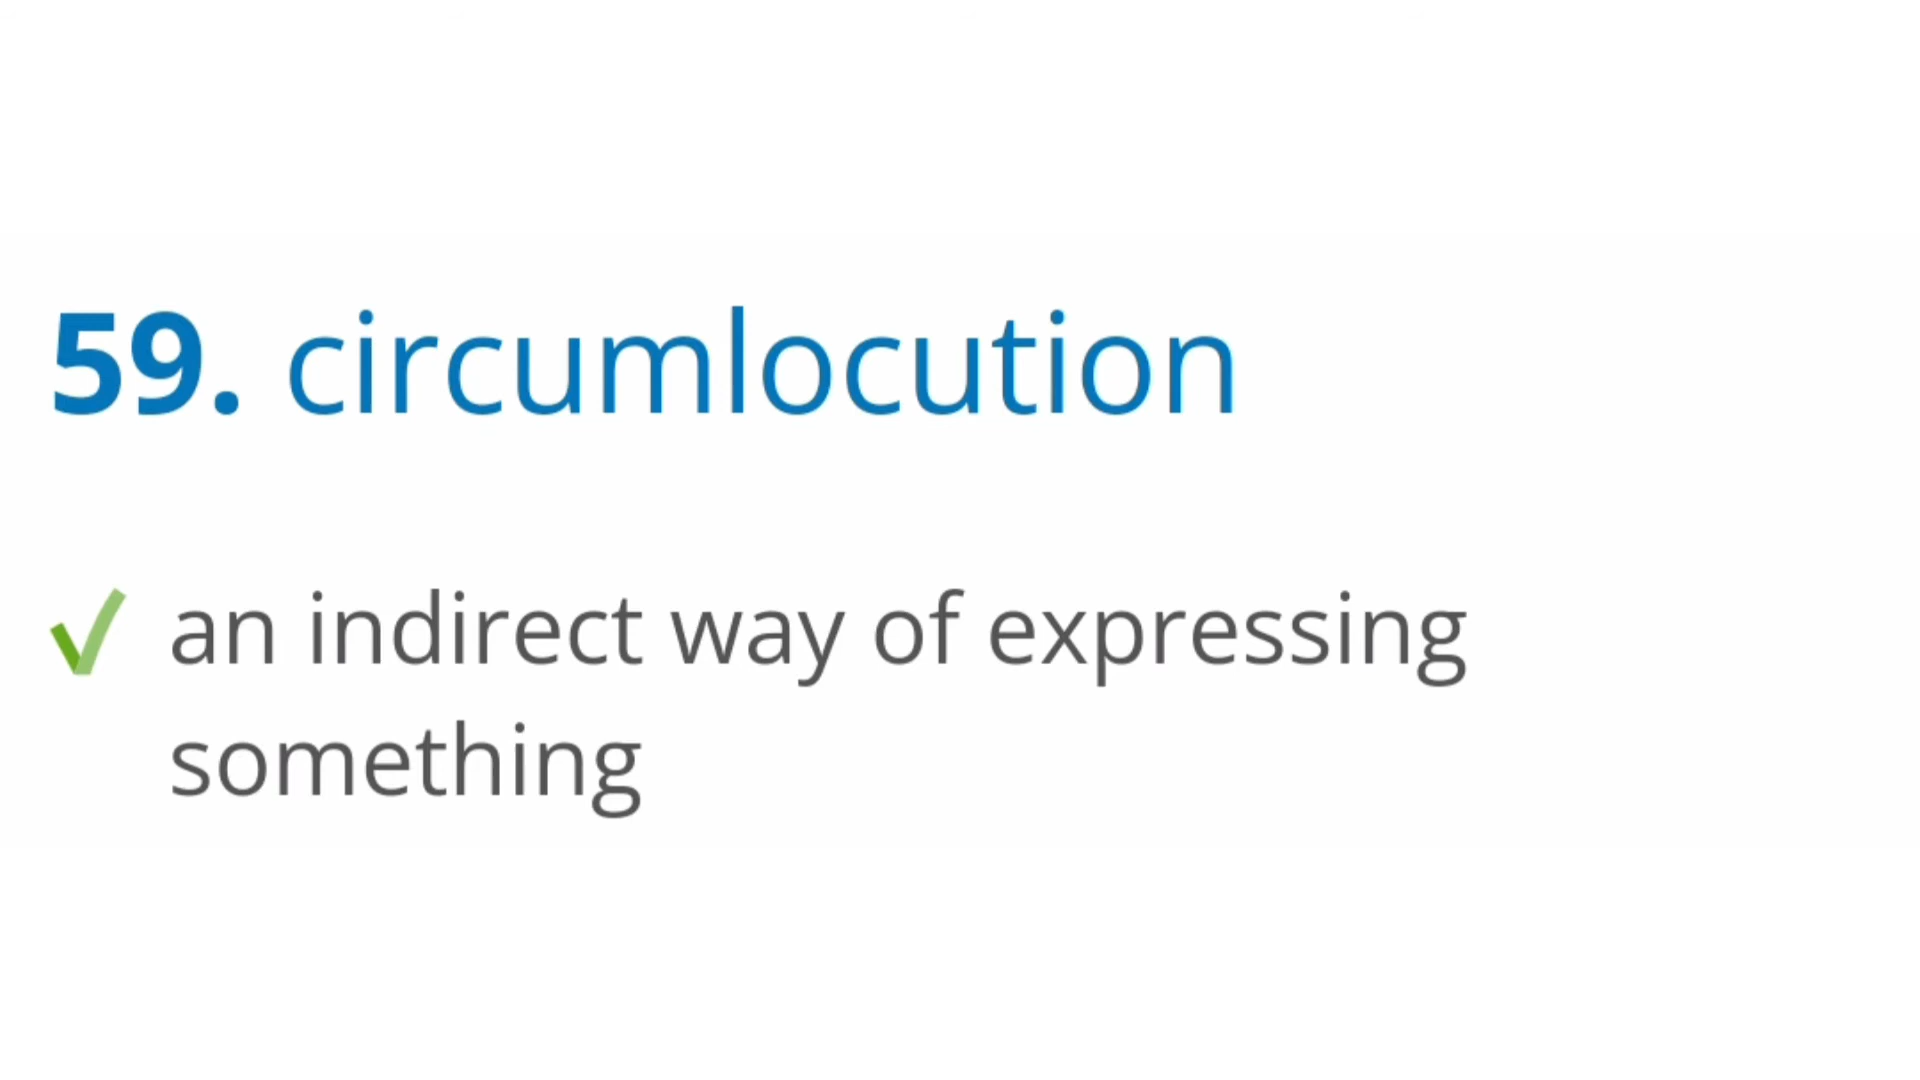 59. circumlocution
an indirect way of expressing
something